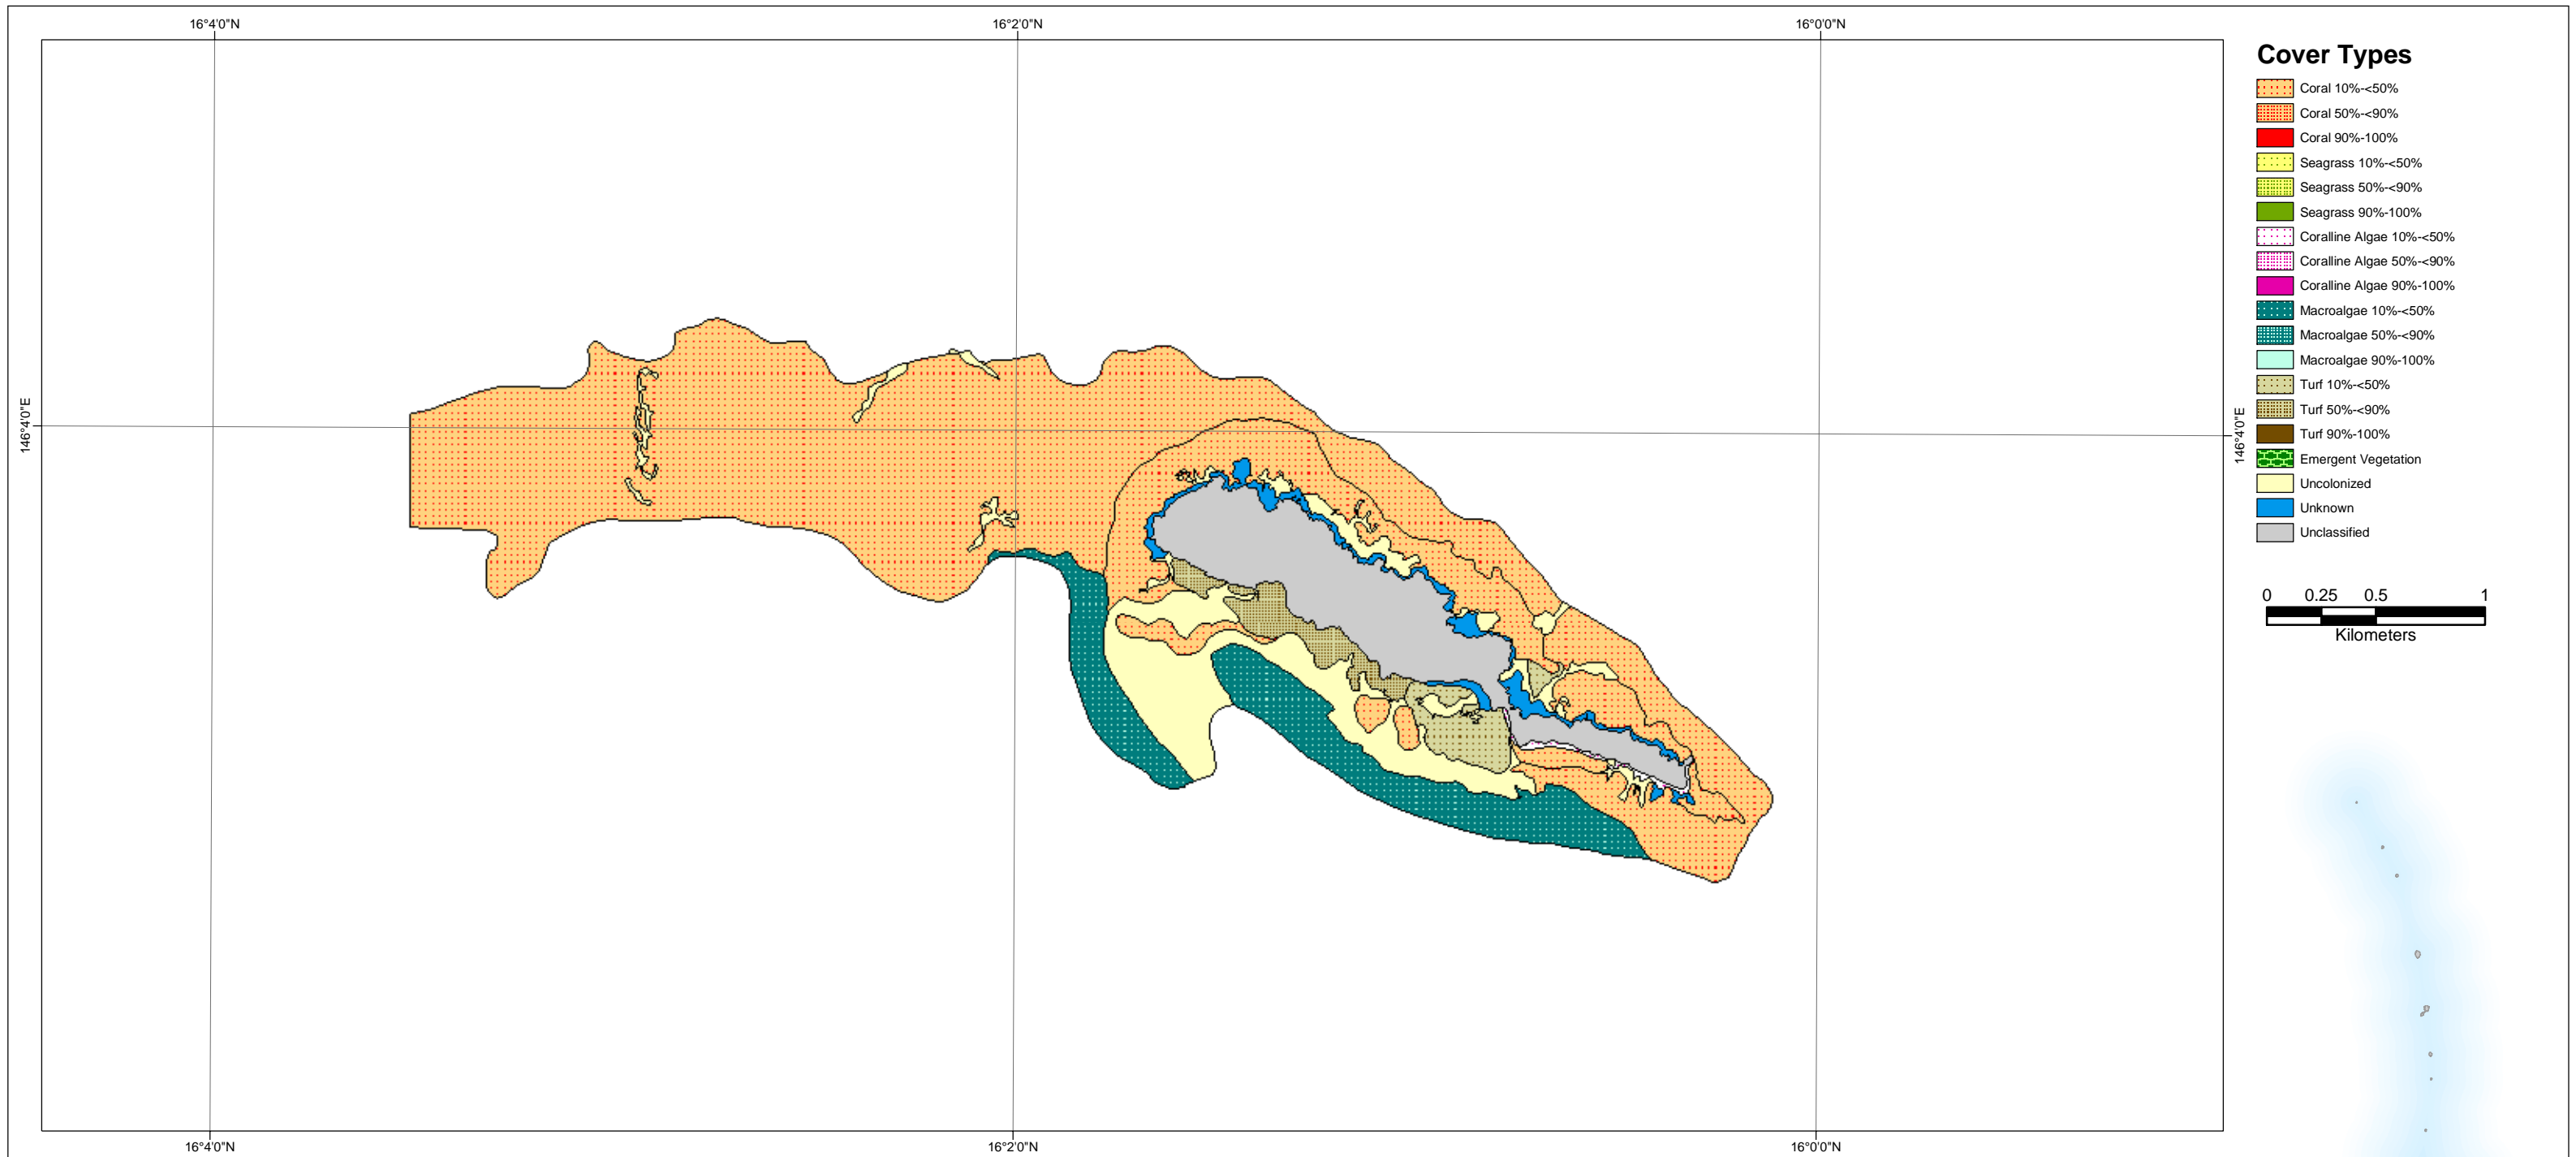 16°4'0"N
16°2'0"N
16°0'0"N
Cover Types
Coral 10%-<50%
Coral 50%-<90%
Coral 90%-100%
Seagrass 10%-<50%
Seagrass 50%-<90%
Seagrass 90%-100%
Coralline Algae 10%-<50%
Coralline Algae 50%-<90%
Coralline Algae 90%-100%
Macroalgae 10%-<50%
Macroalgae 50%-<90%
Macroalgae 90%-100%
Turf 10%-<50%
Turf 50%-<90%
Turf 90%-100%
Emergent Vegetation
Uncolonized
Unknown
Unclassified
146°4'0"E
146°4'0"E
0 0.25 0.5 1
Kilometers
16°4'0"N
16°2'0"N
16°0'0"N